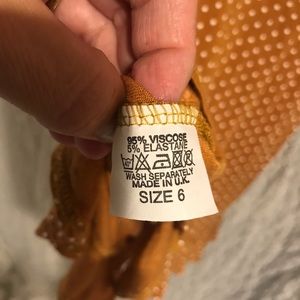 95% VISCOSE
5% ELASTANE
WASH SEPARATELY
MADE IN U.K.
SIZE 6